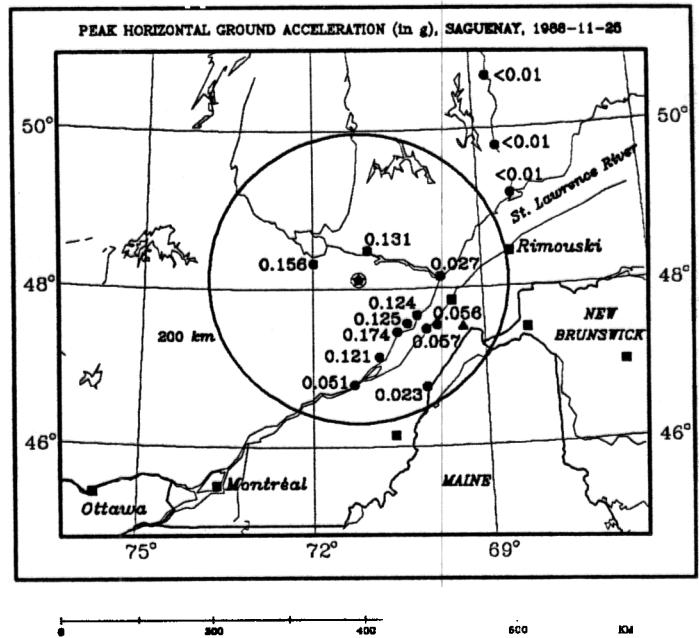 PEAK HORIZONTAL GROUND ACCELERATION (in g), SAGUENAY, 1988-11-25
<0.01
50°
50°
<0.01
<0.01
St. Lawrence River
0.131
Rimouski
0.156
0.027
48°
48°
0.124
0.056
NEW
0.125
BRUNSWICK
0.174
0.057
200 km
0.121
0.051
0.023
46°
46°
Montréal
MAINE
Ottawa
75°
72°
69°
0
200
400
600
KM